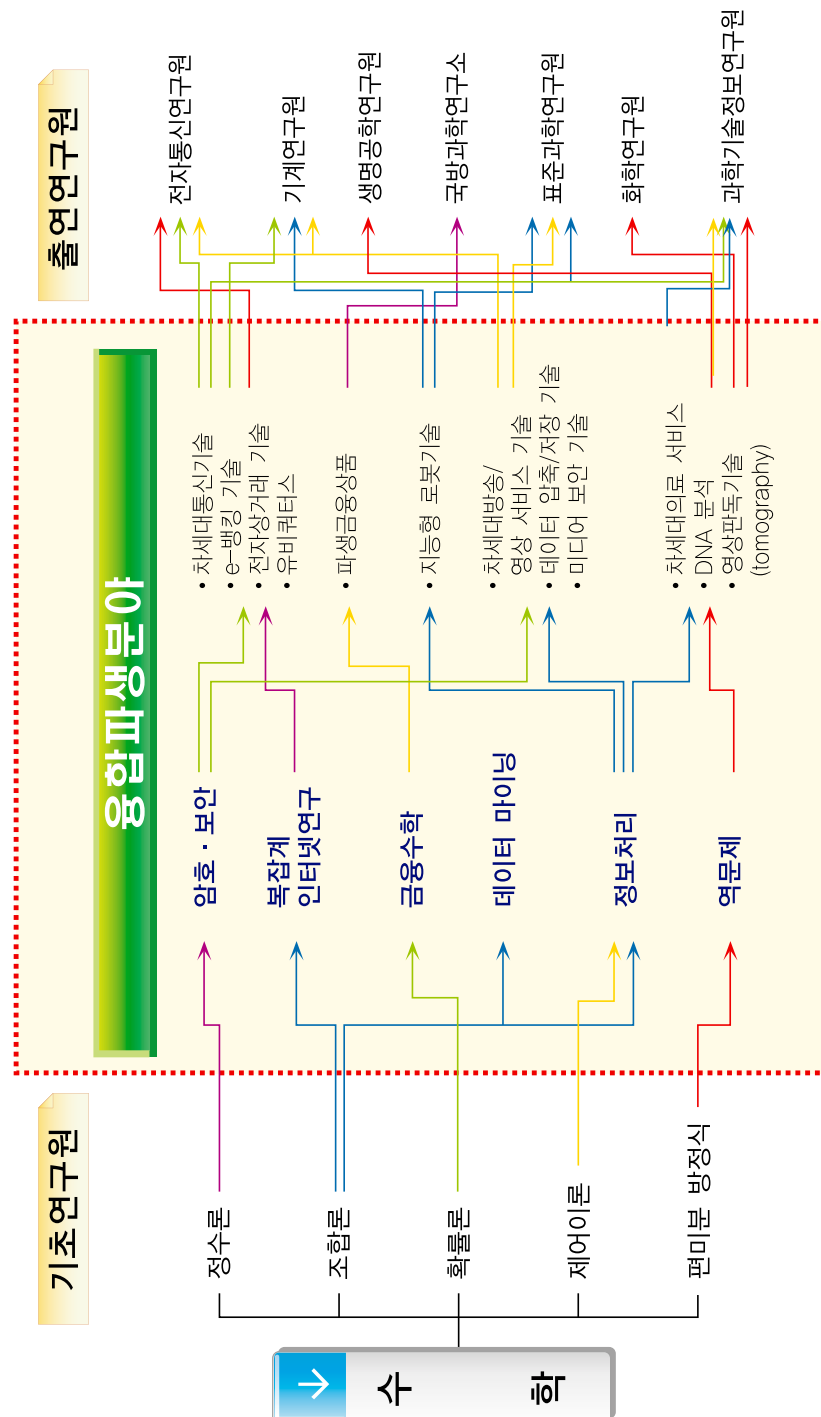 기초연구원
융합파생분야
출연연구원
수 학
정수론
조합론
확률론
제어이론
편미분 방정식
암호 · 보안
복잡계
인터넷연구
금융수학
데이터 마이닝
정보처리
역문제
• 차세대통신기술
• e-뱅킹 기술
• 전자상거래 기술
• 유비쿼터스
• 파생금융상품
• 지능형 로봇기술
• 차세대방송/
영상 서비스 기술
• 데이터 압축/저장 기술
• 미디어 보안 기술
• 차세대의료 서비스
• DNA 분석
• 영상판독기술
(tomography)
전자통신연구원
기계연구원
생명공학연구원
국방과학연구소
표준과학연구원
화학연구원
과학기술정보연구원